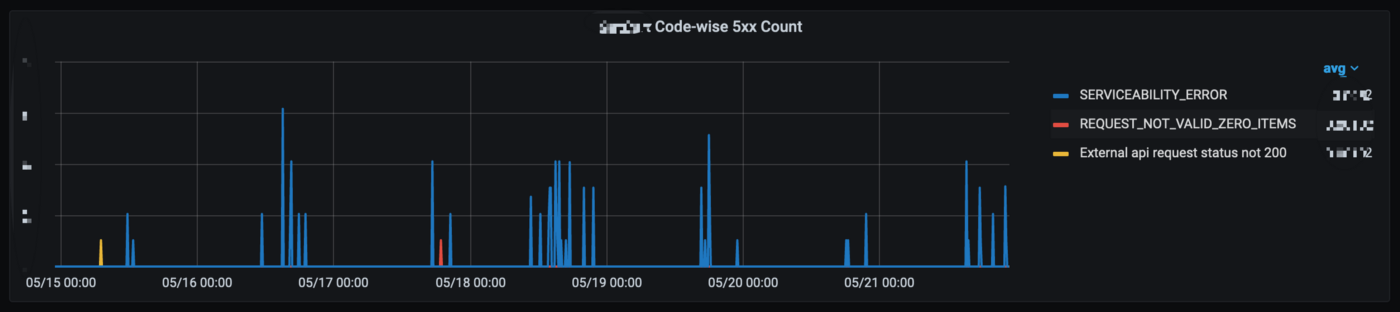 Code-wise 5xx Count
avg
SERVICEABILITY_ERROR
REQUEST_NOT_VALID_ZERO_ITEMS
External api request status not 200
05/15 00:00 05/16 00:00 05/17 00:00 05/18 00:00 05/19 00:00 05/20 00:00 05/21 00:00